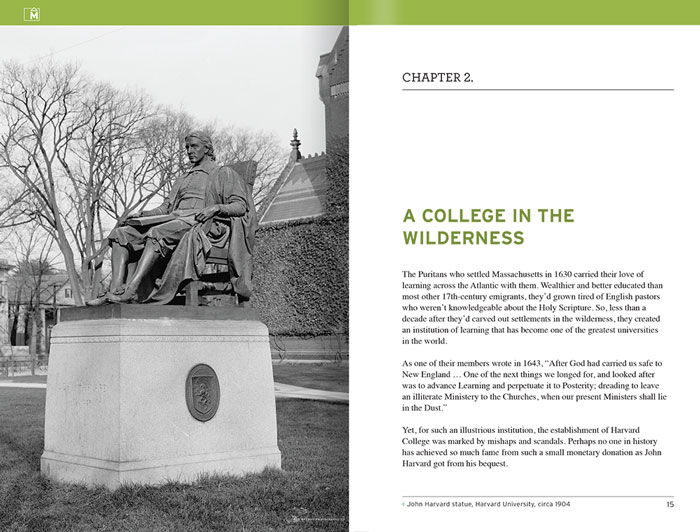 M
CHAPTER 2.
A COLLEGE IN THE
WILDERNESS
The Puritans who settled Massachusetts in 1630 carried their love of
learning across the Atlantic with them. Wealthier and better educated than
most other 17th-century emigrants, they’d grown tired of English pastors
who weren’t knowledgeable about the Holy Scripture. So, less than a
decade after they’d carved out settlements in the wilderness, they created
an institution of learning that has become one of the greatest universities
in the world.
As one of their members wrote in 1643, “After God had carried us safe to
New England … One of the next things we longed for, and looked after
was to advance Learning and perpetuate it to Posterity; dreading to leave
an illiterate Ministery to the Churches, when our present Ministers shall lie
in the Dust.”
Yet, for such an illustrious institution, the establishment of Harvard
College was marked by mishaps and scandals. Perhaps no one in history
has achieved so much fame from such a small monetary donation as John
Harvard got from his bequest.
‹ John Harvard statue, Harvard University, circa 1904
15